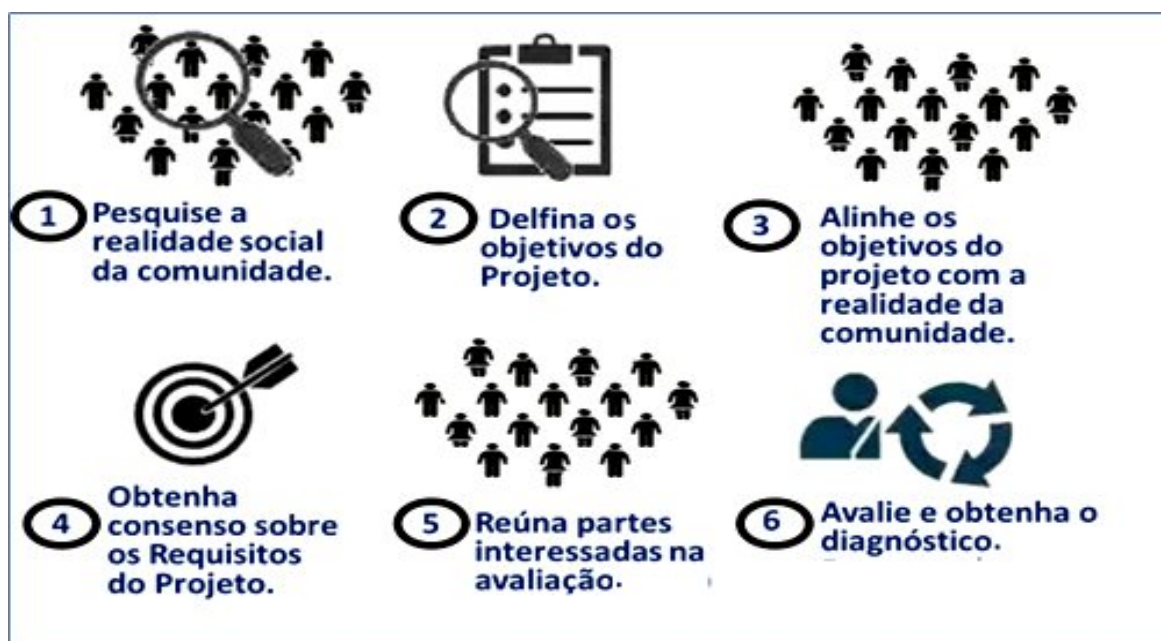 1 Pesquise a
realidade social
da comunidade.
2 Delfina os
objetivos do
Projeto.
3 Alinhe os
objetivos do
projeto com a
realidade da
comunidade.
4 Obtenha
consenso sobre
os Requisitos
do Projeto.
5 Reúna partes
interessadas na
avaliação.
6 Avalie e obtenha o
diagnóstico.